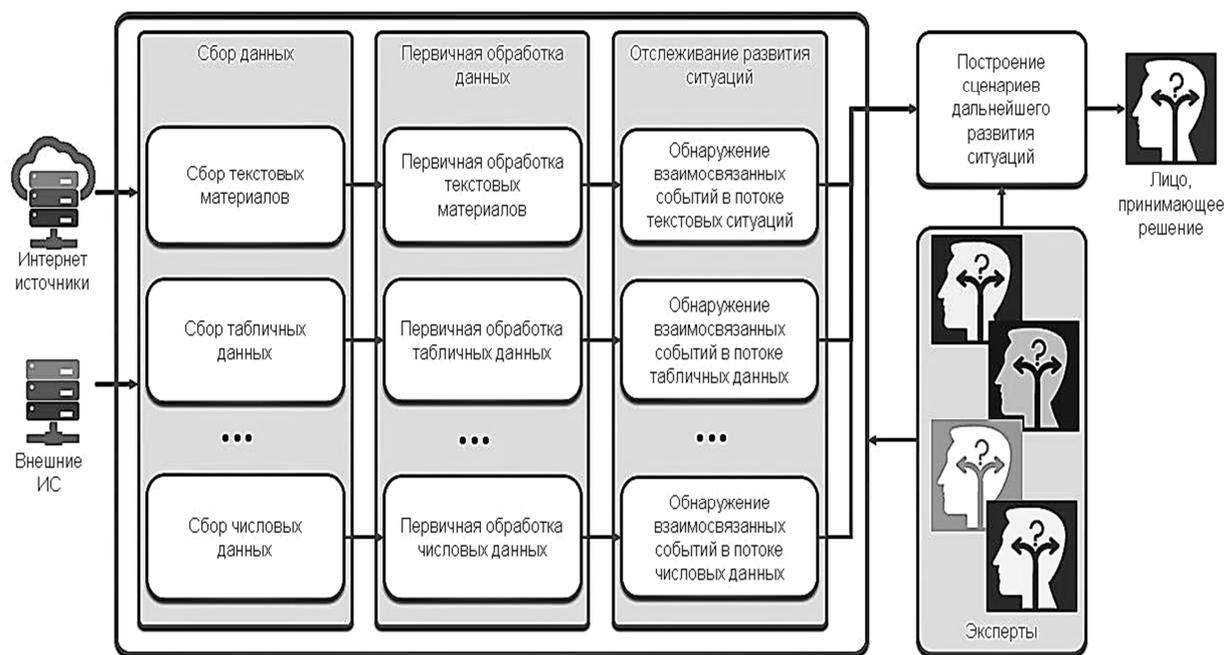 Сбор данных
Первичная обработка
данных
Отслеживание развития
ситуаций
Построение
сценариев
дальнейшего
развития
ситуаций
Лицо,
принимающее
решение
Интернет
источники
Сбор текстовых
материалов
Первичная обработка
текстовых
материалов
Обнаружение
взаимосвязанных
событий в потоке
текстовых ситуаций
Сбор табличных
данных
Первичная обработка
табличных данных
Обнаружение
взаимосвязанных
событий в потоке
табличных данных
...
...
...
Внешние
ИС
Сбор числовых
данных
Первичная обработка
числовых данных
Обнаружение
взаимосвязанных
событий в потоке
числовых данных
?
?
?
?
?
Эксперты